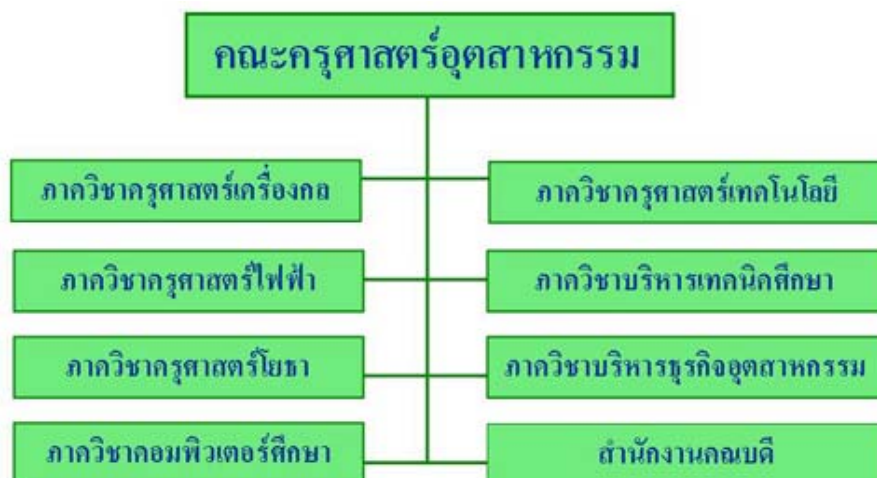 คณะครุศาสตร์อุตสาหกรรม
ภาควิชาครุศาสตร์เครื่องกล
ภาควิชาครุศาสตร์เทคโนโลยี
ภาควิชาครุศาสตร์ไฟฟ้า
ภาควิชาบริหารเทคนิคศึกษา
ภาควิชาครุศาสตร์โยธา
ภาควิชาบริหารธุรกิจอุตสาหกรรม
ภาควิชาคอมพิวเตอร์ศึกษา
สำนักงานคณบดี